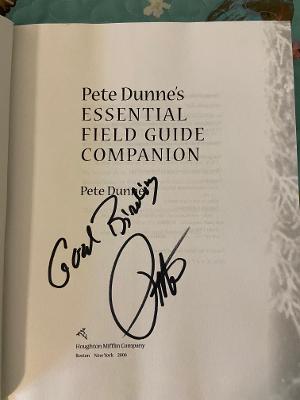 Pete Dunne's
ESSENTIAL
FIELD GUIDE
COMPANION
Pete Dunne
Good Birding
Houghton Mifflin Company
Boston New York 2006